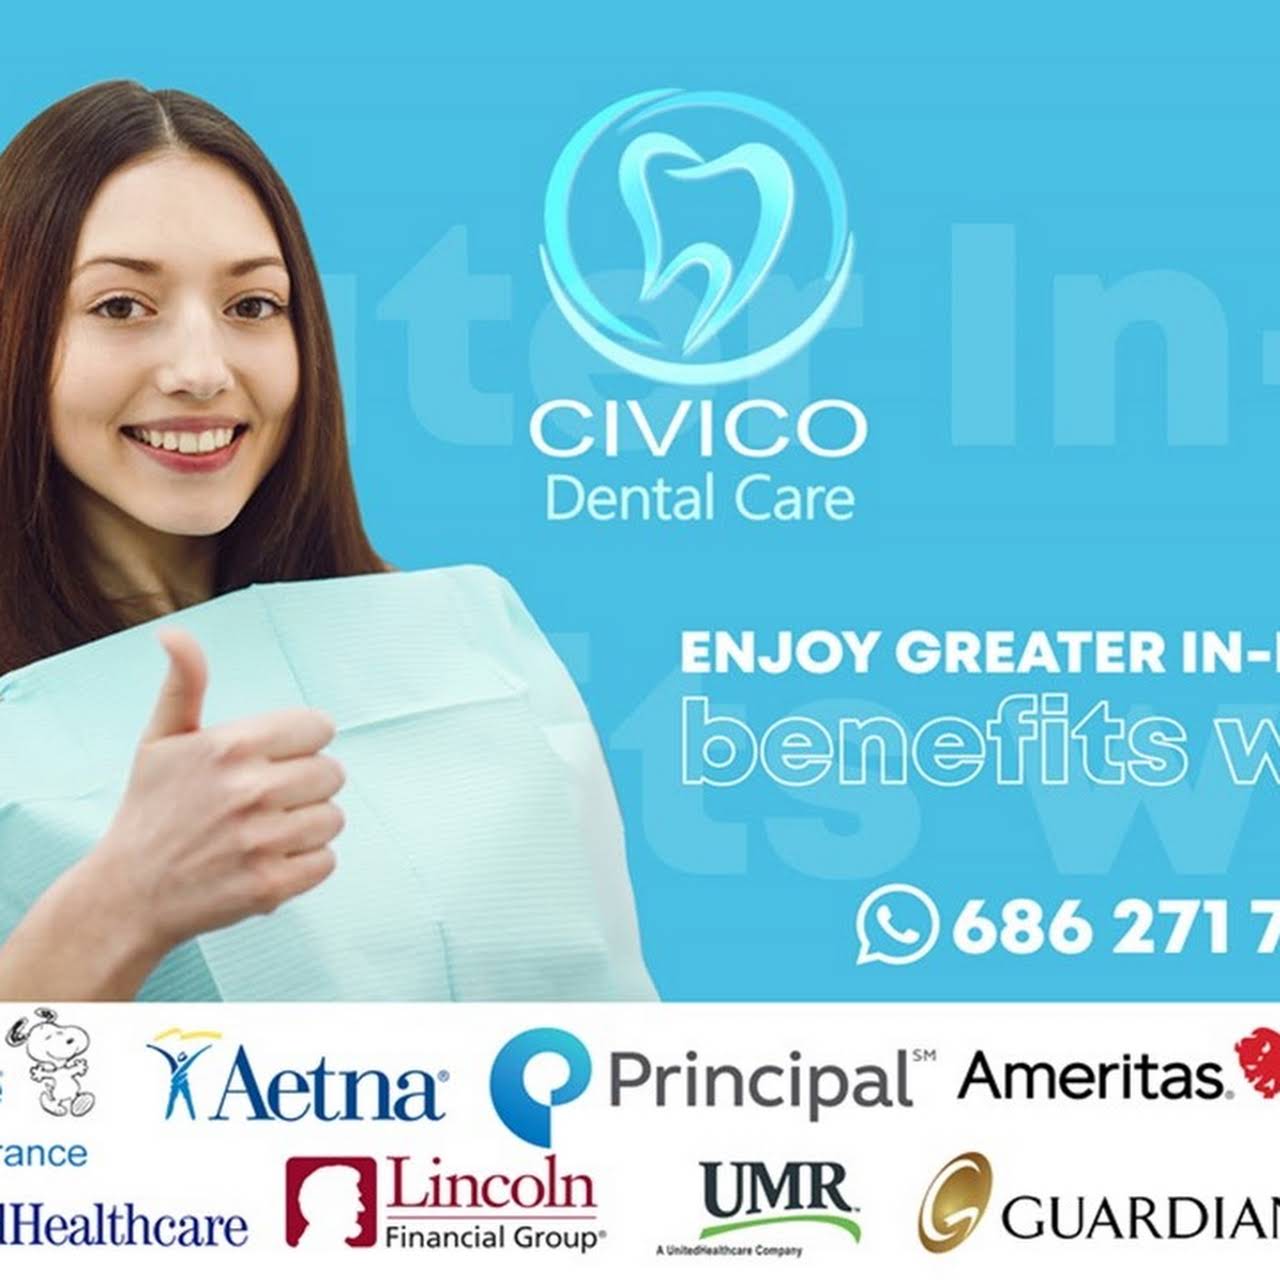 CIVICO
Dental Care
ENJOY GREATER IN-
benefits w
686 271 7
Aetna®
Principal℠
Ameritas®
rance
Healthcare
Lincoln
Financial Group®
UMR
A UnitedHealthcare Company
GUARDIAN